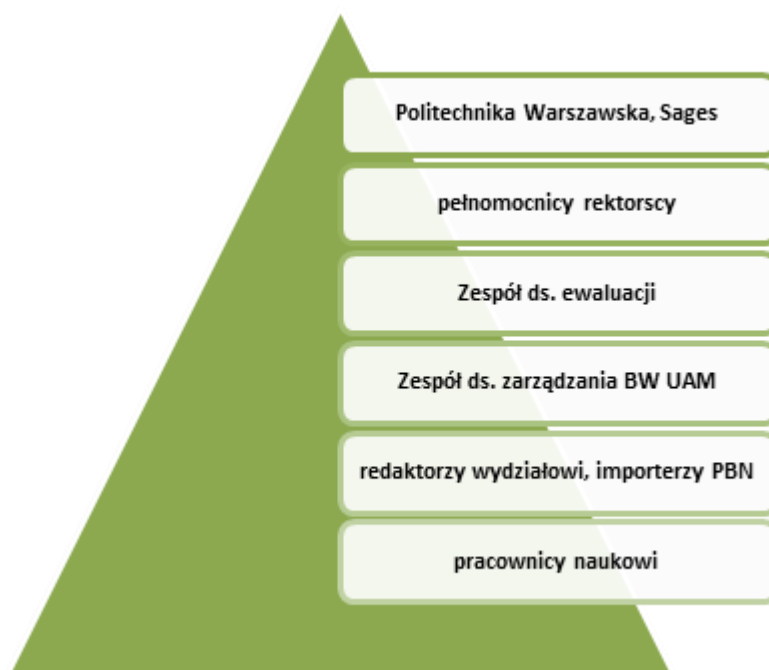 Politechnika Warszawska, Sages
pełnomocnicy rektorscy
Zespół ds. ewaluacji
Zespół ds. zarządzania BW UAM
redaktorzy wydziałowi, importerzy PBN
pracownicy naukowi